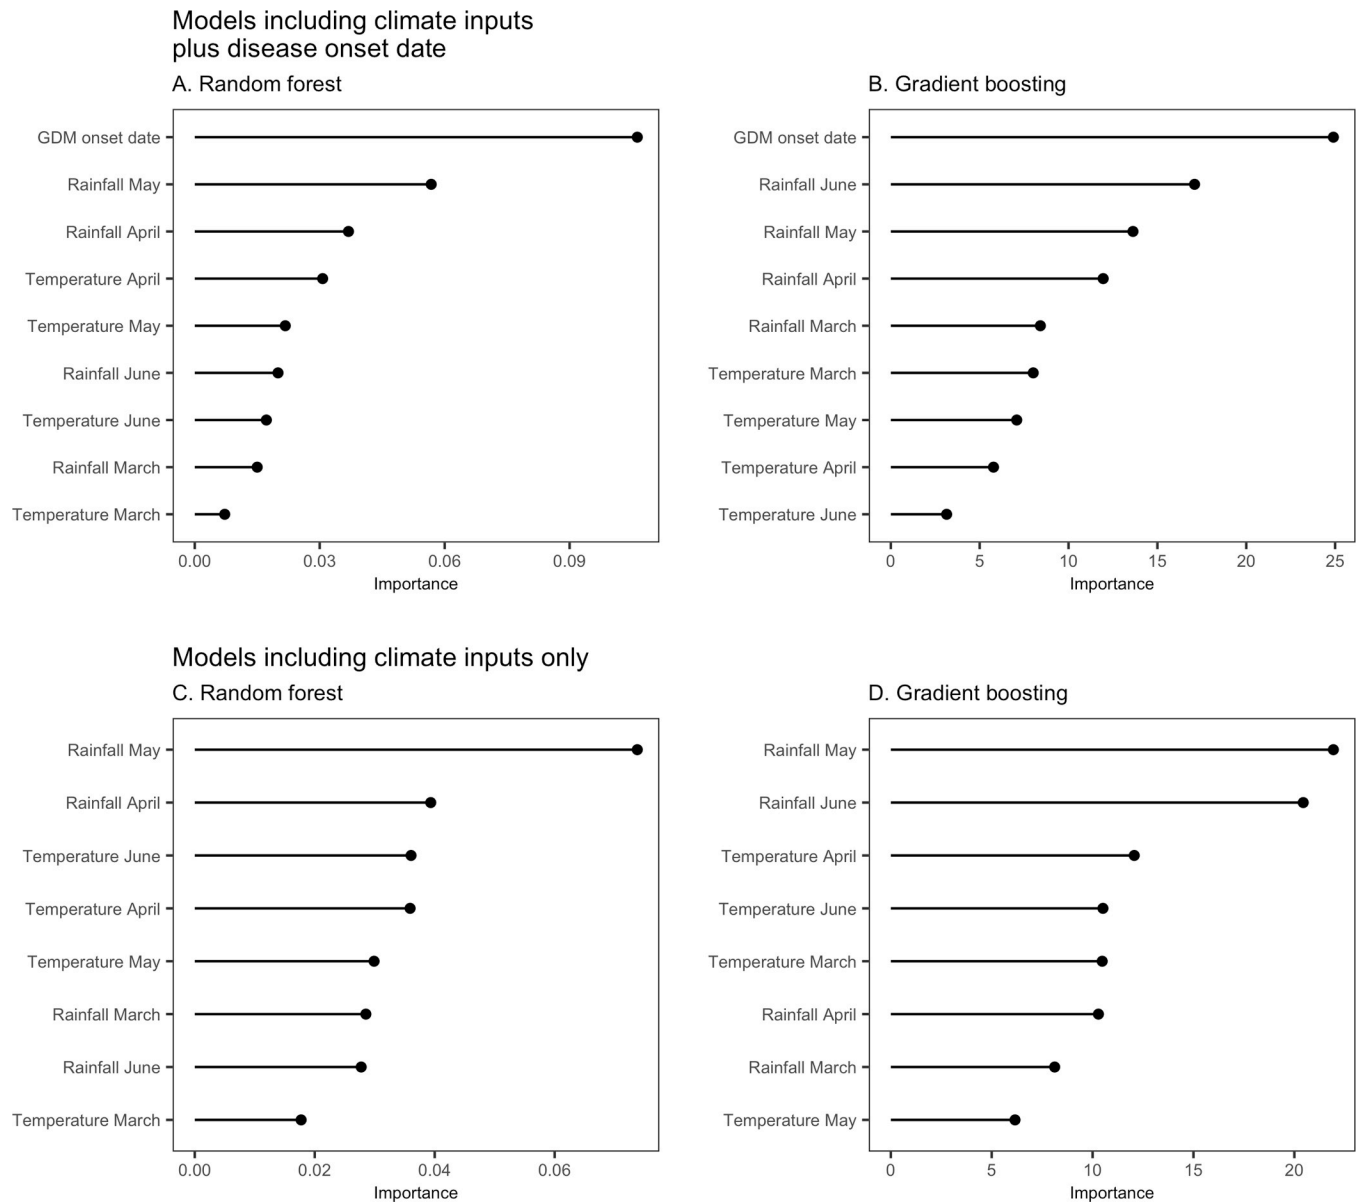 Models including climate inputs
plus disease onset date
A. Random forest
GDM onset date
Rainfall May
Rainfall April
Temperature April
Temperature May
Rainfall June
Temperature June
Rainfall March
Temperature March
0.00 0.03 0.06 0.09
Importance
B. Gradient boosting
GDM onset date
Rainfall June
Rainfall May
Rainfall April
Rainfall March
Temperature March
Temperature May
Temperature April
Temperature June
0 5 10 15 20 25
Importance
Models including climate inputs only
C. Random forest
Rainfall May
Rainfall April
Temperature June
Temperature April
Temperature May
Rainfall March
Rainfall June
Temperature March
0.00 0.02 0.04 0.06
Importance
D. Gradient boosting
Rainfall May
Rainfall June
Temperature April
Temperature June
Temperature March
Rainfall April
Rainfall March
Temperature May
0 5 10 15 20
Importance